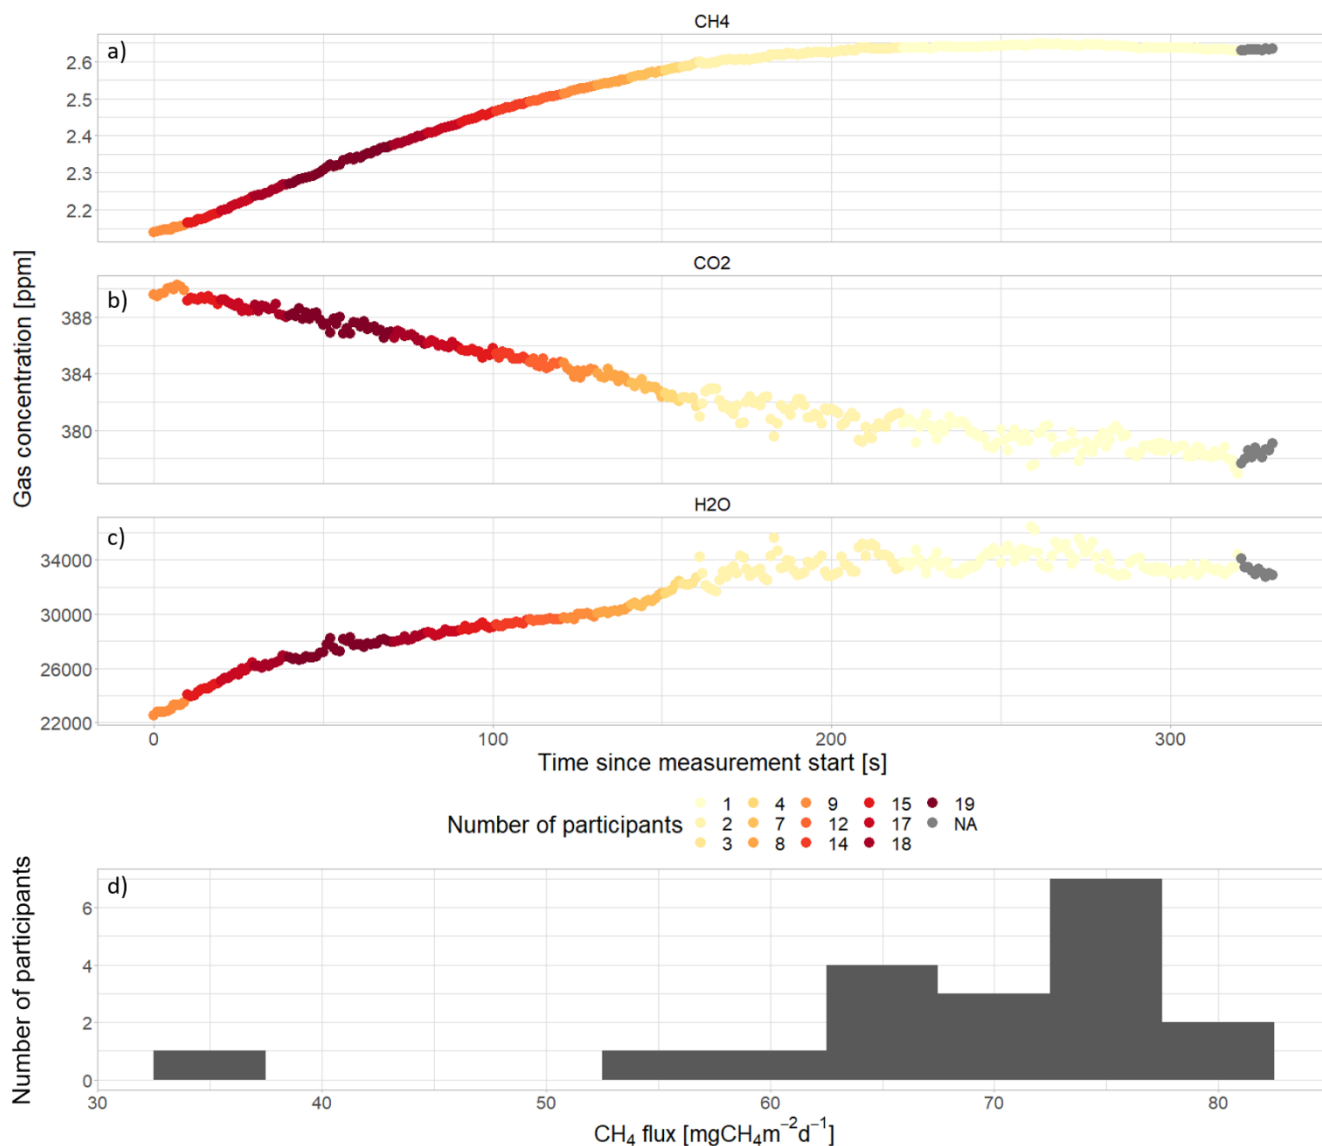 CH4
a)
2.6
2.5
2.4
2.3
2.2
CO2
b)
388
384
380
Gas concentration [ppm]
H2O
c)
34000
30000
26000
22000
0 100 200 300
Time since measurement start [s]
Number of participants
1 4 9 15 19
2 7 12 17 NA
3 8 14 18
d)
6
4
2
0
Number of participants
30 40 50 60 70 80
CH₄ flux [mgCH₄m⁻²d⁻¹]